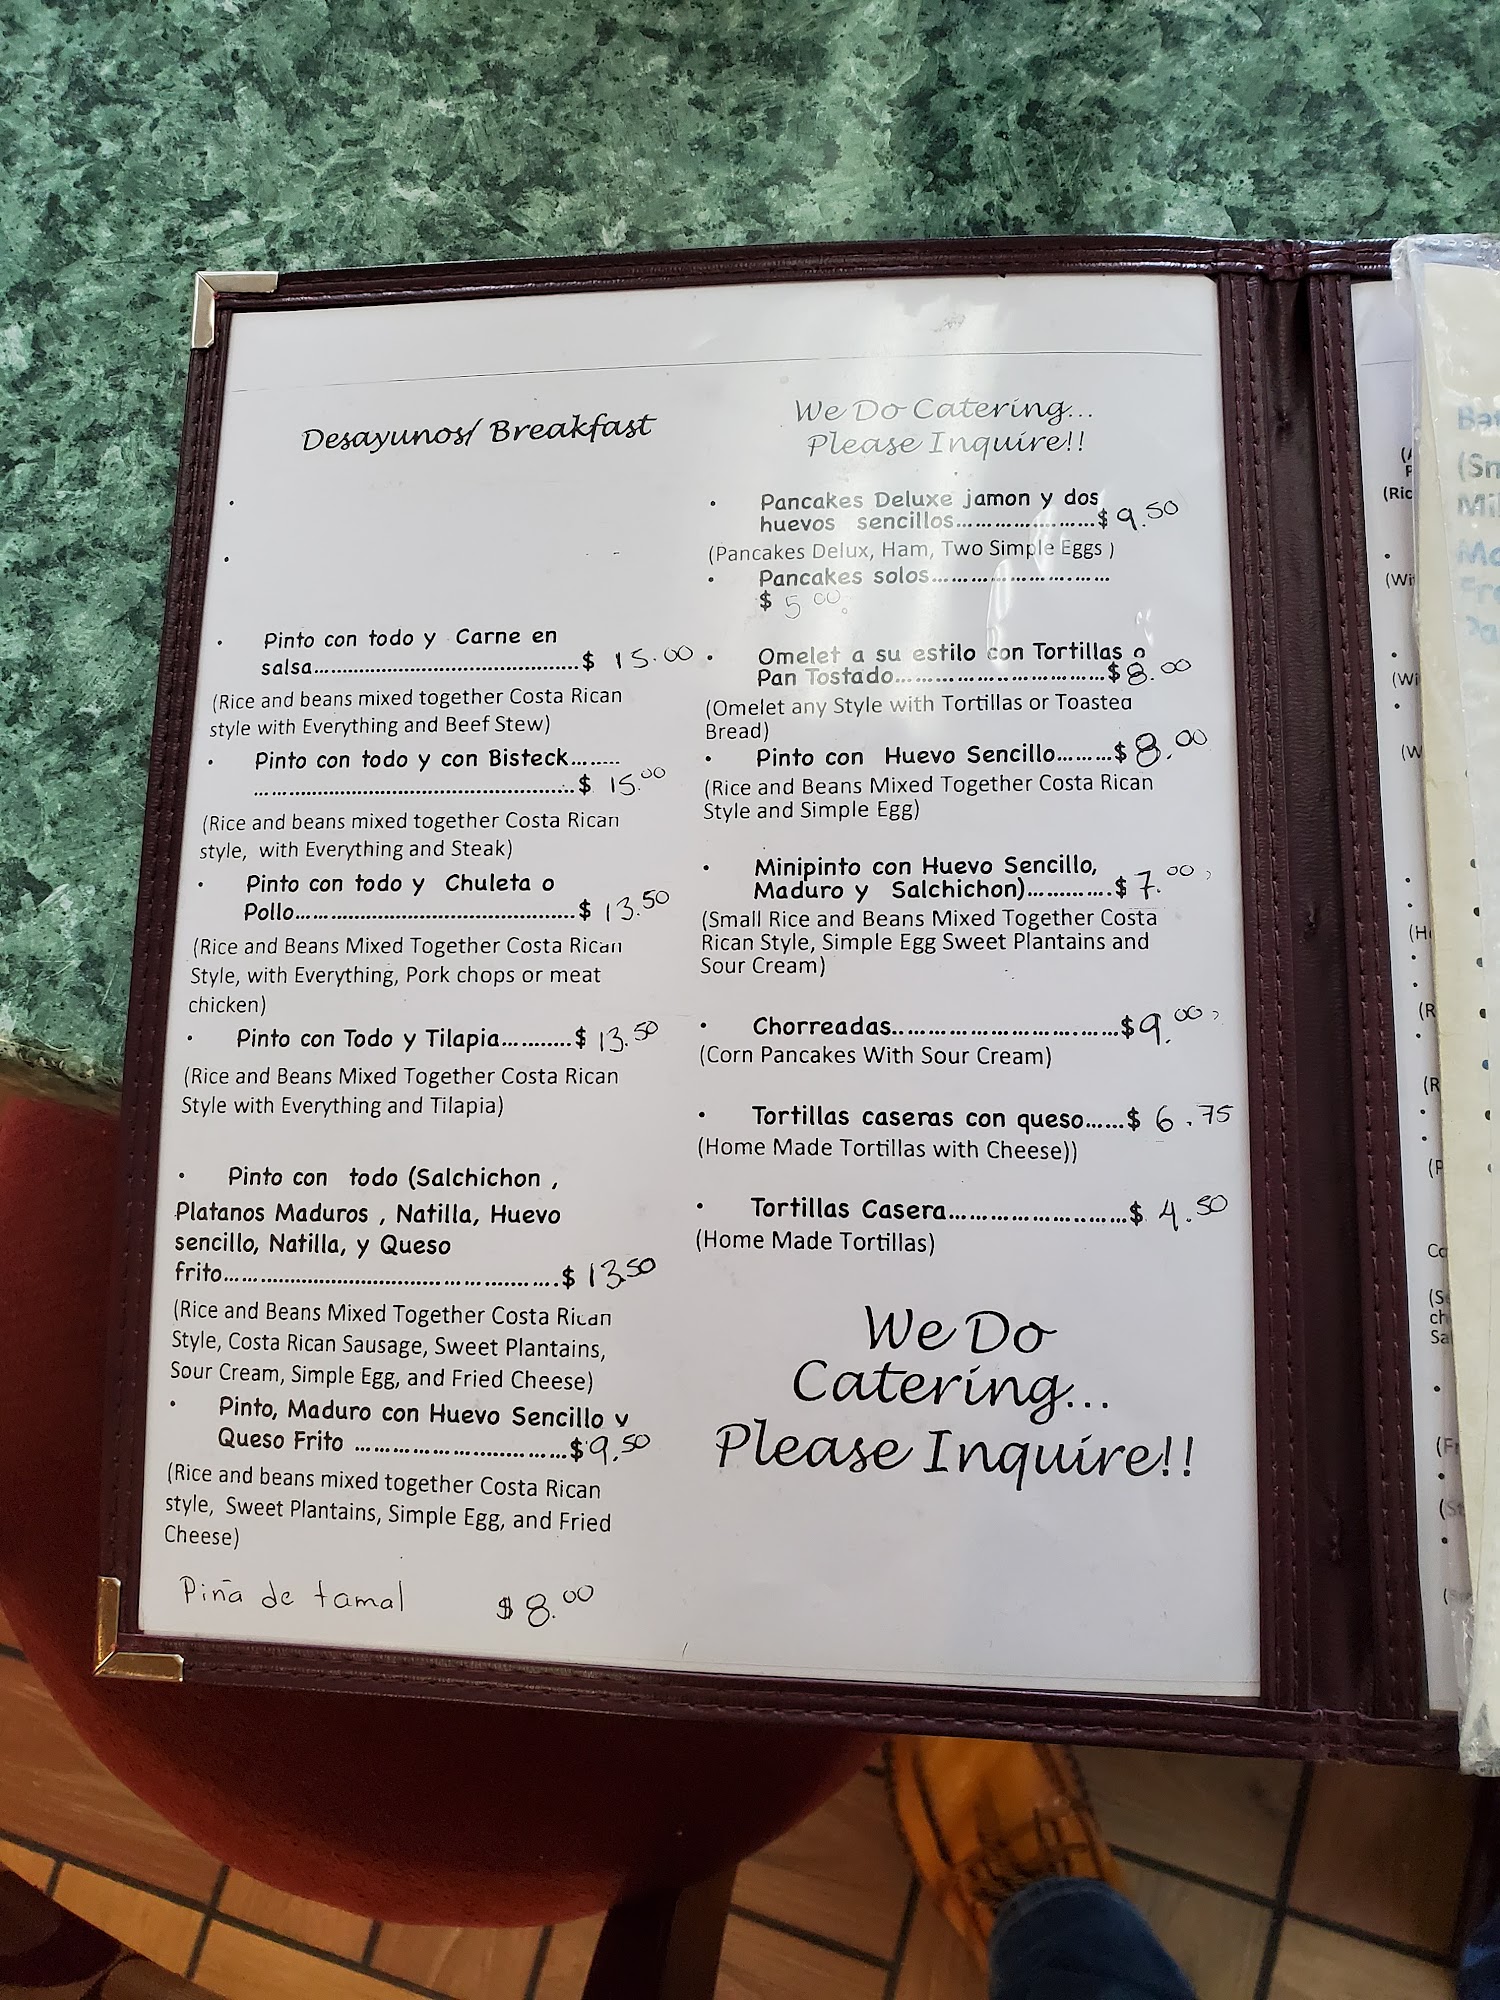 Desayunos/ Breakfast
Pinto con todo y Carne en
salsa.................................................$ 15.00
(Rice and beans mixed together Costa Rican
style with Everything and Beef Stew)
Pinto con todo y con Bisteck........
............................................................$ 15.00
(Rice and beans mixed together Costa Rican
style, with Everything and Steak)
Pinto con todo y Chuleta o
Pollo....................................................$ 13.50
(Rice and Beans Mixed Together Costa Rican
Style, with Everything, Pork chops or meat
chicken)
Pinto con Todo y Tilapia...........$ 13.50
(Rice and Beans Mixed Together Costa Rican
Style with Everything and Tilapia)
Pinto con todo (Salchichon ,
Platanos Maduros , Natilla, Huevo
sencillo, Natilla, y Queso
frito......................................................$ 13.50
(Rice and Beans Mixed Together Costa Rican
Style, Costa Rican Sausage, Sweet Plantains,
Sour Cream, Simple Egg, and Fried Cheese)
Pinto, Maduro con Huevo Sencillo y
Queso Frito ..................................$ 9.50
(Rice and beans mixed together Costa Rican
style, Sweet Plantains, Simple Egg, and Fried
Cheese)
Piña de tamal $8.00
We Do Catering...
Please Inquire!!
Pancakes Deluxe jamon y dos
huevos sencillos.......................$ 9.50
(Pancakes Delux, Ham, Two Simple Eggs )
Pancakes solos..............................
$ 5.00
Omelet a su estilo con Tortillas o
Pan Tostado...................................$8.00
(Omelet any Style with Tortillas or Toasted
Bread)
Pinto con Huevo Sencillo.........$8.00
(Rice and Beans Mixed Together Costa Rican
Style and Simple Egg)
Minipinto con Huevo Sencillo,
Maduro y Salchichon)..............$7.00
(Small Rice and Beans Mixed Together Costa
Rican Style, Simple Egg Sweet Plantains and
Sour Cream)
Chorreadas......................................$9.00
(Corn Pancakes With Sour Cream)
Tortillas caseras con queso......$ 6.75
(Home Made Tortillas with Cheese))
Tortillas Casera..............................$ 4.50
(Home Made Tortillas)
We Do
Catering...
Please Inquire!!